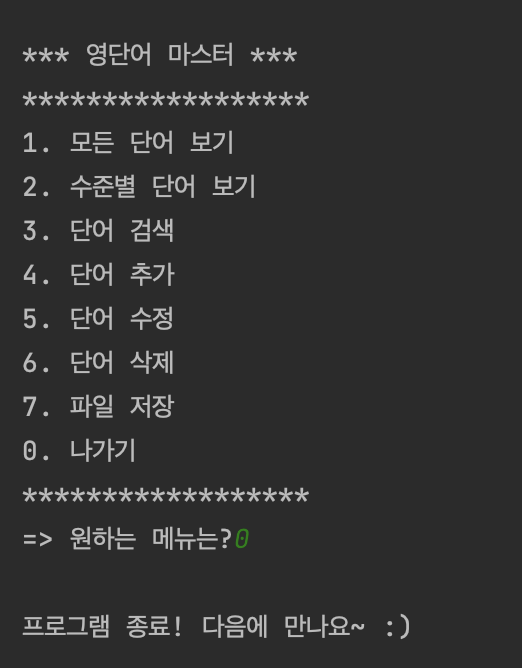 *** 영단어 마스터 ***
******************
1. 모든 단어 보기
2. 수준별 단어 보기
3. 단어 검색
4. 단어 추가
5. 단어 수정
6. 단어 삭제
7. 파일 저장
0. 나가기
******************
=> 원하는 메뉴는?0
프로그램 종료! 다음에 만나요~ :)